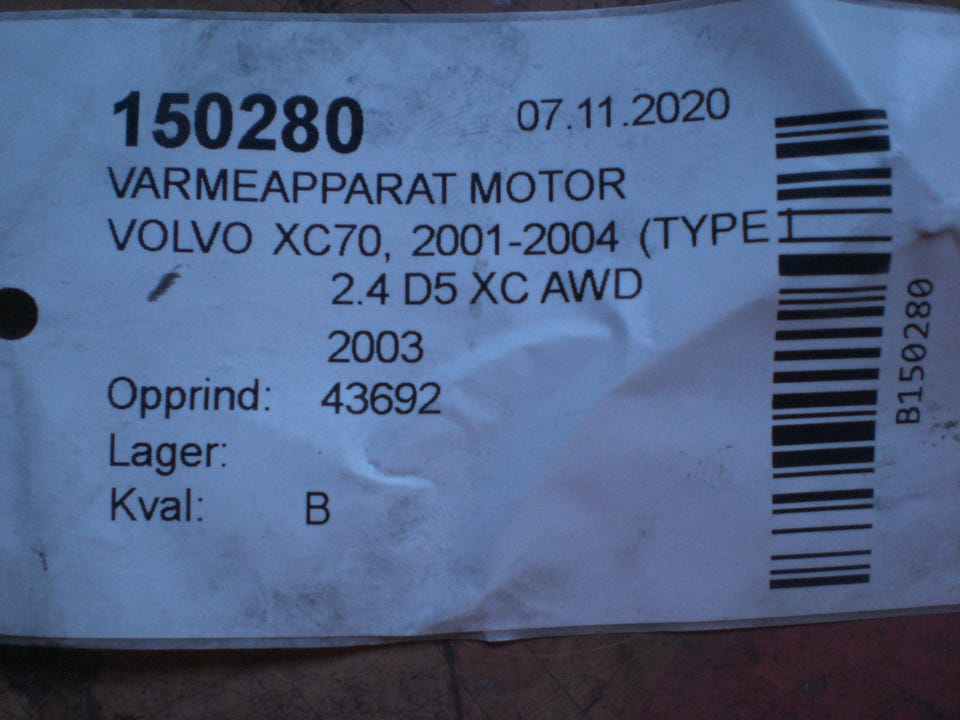 150280 07.11.2020
VARMEAPPARAT MOTOR
VOLVO XC70, 2001-2004 (TYPE 1
2.4 D5 XC AWD
2003
Opprind: 43692
Lager:
Kval: B
B150280